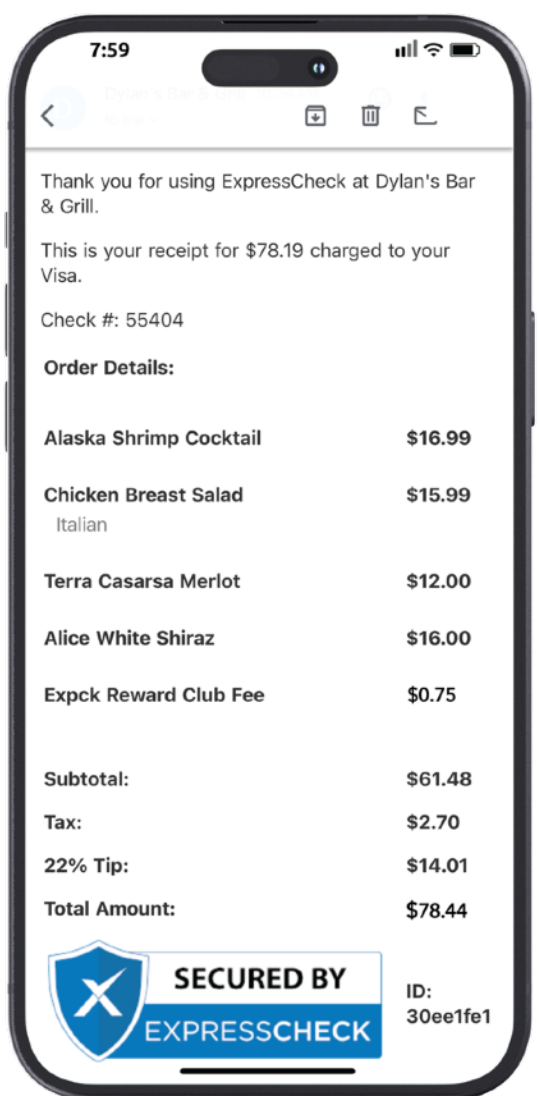 7:59
Thank you for using ExpressCheck at Dylan's Bar
& Grill.
This is your receipt for $78.19 charged to your
Visa.
Check #: 55404
Order Details:
Alaska Shrimp Cocktail $16.99
Chicken Breast Salad $15.99
Italian
Terra Casarsa Merlot $12.00
Alice White Shiraz $16.00
Expck Reward Club Fee $0.75
Subtotal: $61.48
Tax: $2.70
22% Tip: $14.01
Total Amount: $78.44
SECURED BY
EXPRESSCHECK
ID:
30ee1fe1